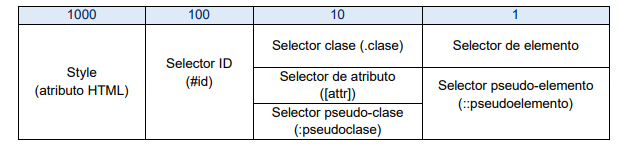 1000 100 10 1
Style
(atributo HTML)
Selector ID
(#id)
Selector clase (.clase)
Selector de atributo
([attr])
Selector pseudo-clase
(:pseudoclase)
Selector de elemento
Selector pseudo-elemento
(::pseudoelemento)